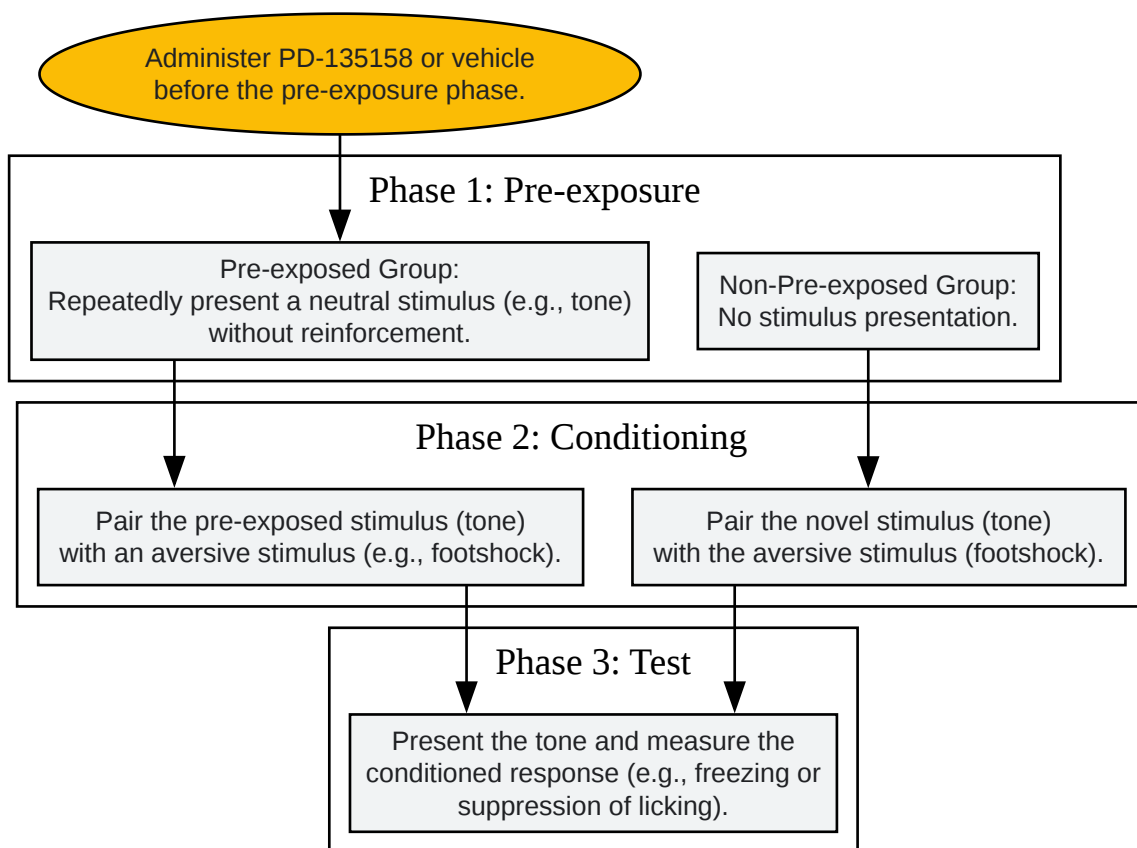 Administer PD-135158 or vehicle
before the pre-exposure phase.
Phase 1: Pre-exposure
Pre-exposed Group:
Repeatedly present a neutral stimulus (e.g., tone)
without reinforcement.
Non-Pre-exposed Group:
No stimulus presentation.
Phase 2: Conditioning
Pair the pre-exposed stimulus (tone)
with an aversive stimulus (e.g., footshock).
Pair the novel stimulus (tone)
with the aversive stimulus (footshock).
Phase 3: Test
Present the tone and measure the
conditioned response (e.g., freezing or
suppression of licking).